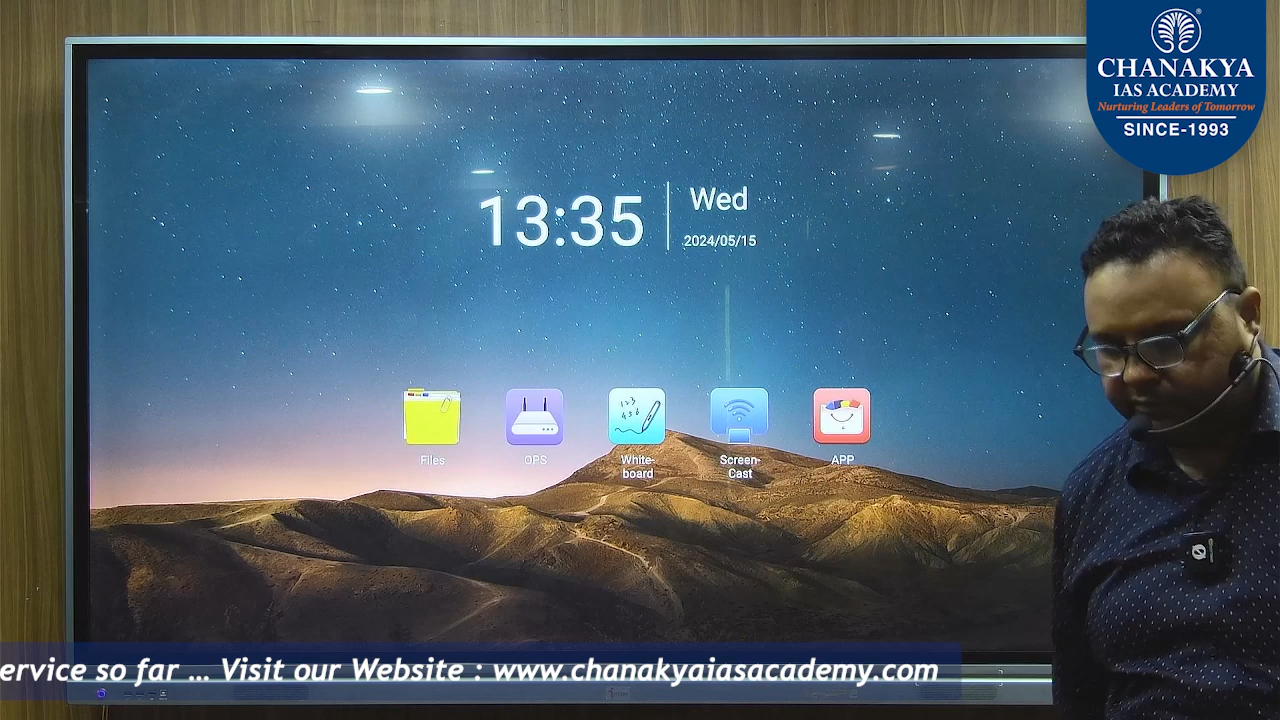 CHANAKYA
IAS ACADEMY
Nurturing Leaders of Tomorrow
SINCE-1993
13:35
Wed
2024/05/15
Files
OPS
White-
board
Screen-
Cast
APP
ervice so far ... Visit our Website : www.chanakyaiasacademy.com